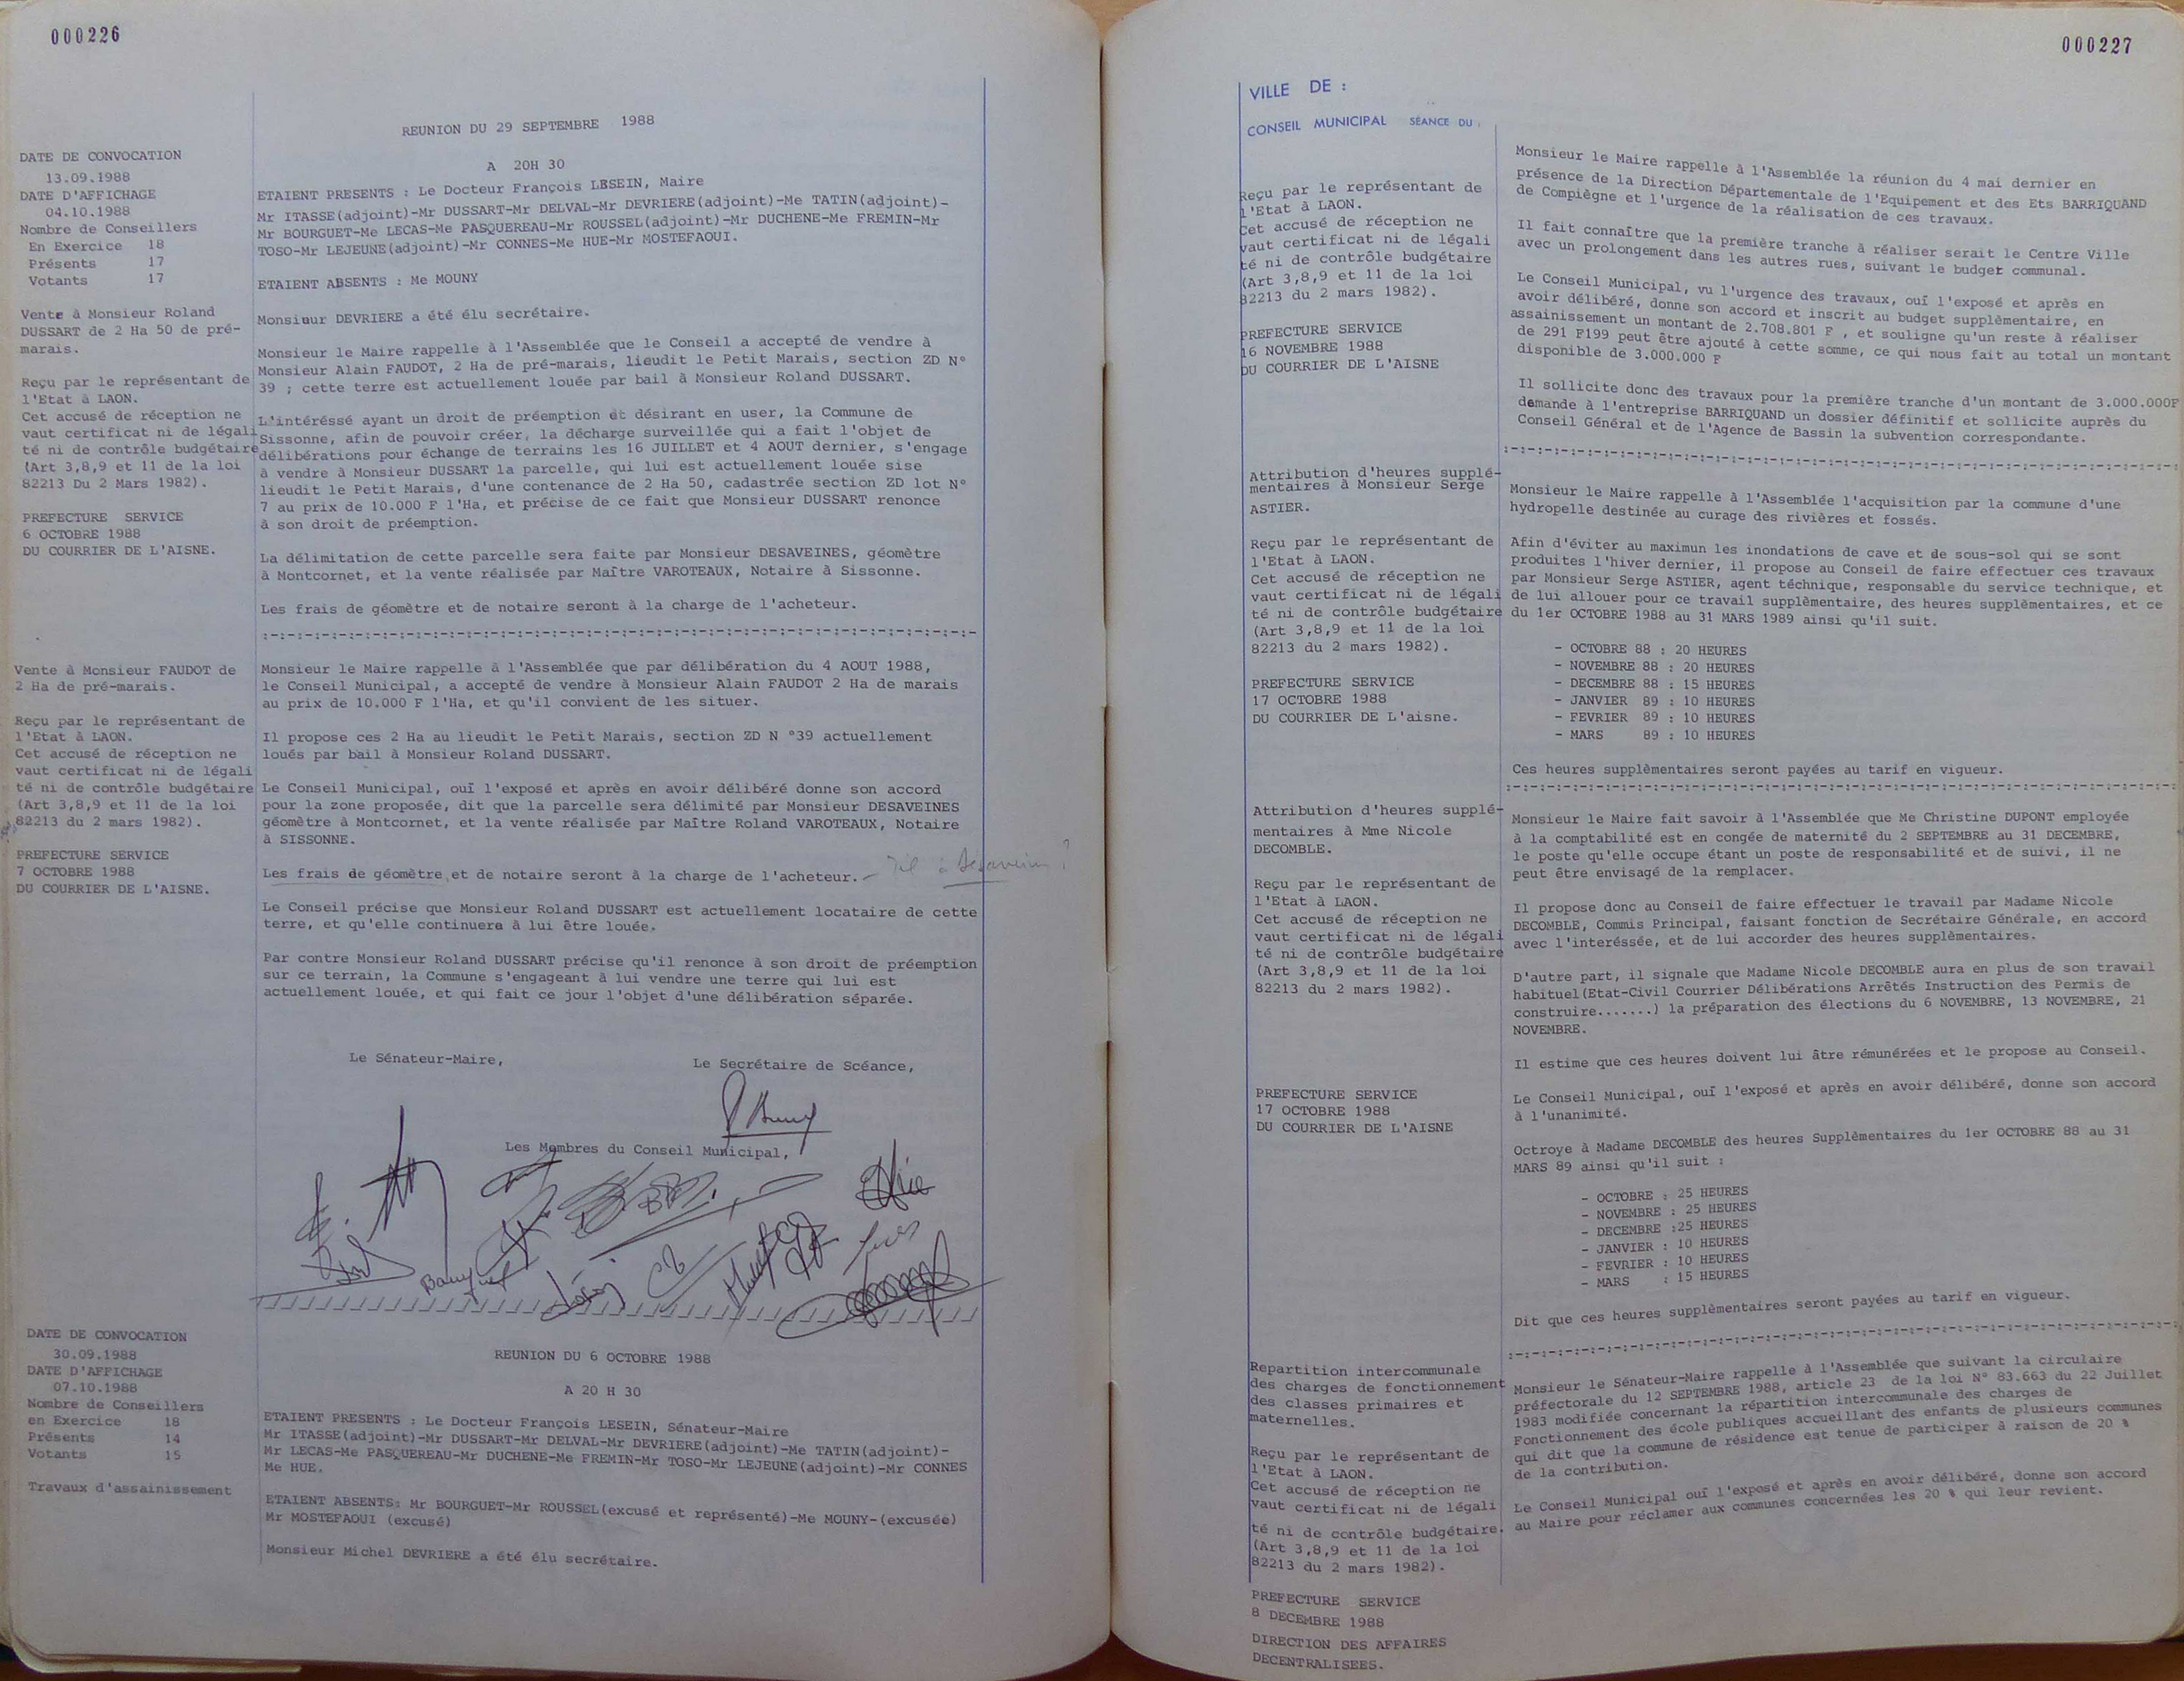 000226
REUNION DU 29 SEPTEMBRE 1988
A 20H 30
DATE DE CONVOCATION
13.09.1988
DATE D'AFFICHAGE
04.10.1988
Nombre de Conseillers
En Exercice 18
Présents 17
Votants 17
ETAIENT PRESENTS : Le Docteur François LESEIN, Maire
Mr ITASSE(adjoint)-Mr DUSSART-Mr DELVAL-Mr DEVRIERE(adjoint)-Me TATIN(adjoint)-
Mr BOURGUET-Me LECAS-Me PASQUEREAU-Mr ROUSSEL(adjoint)-Mr DUCHENE-Me FREMIN-Mr
TOSO-Mr LEJEUNE(adjoint)-Mr CONNES-Me HUE-Mr MOSTEFAOUI.
ETAIENT ABSENTS : Me MOUNY
Monsieur DEVRIERE a été élu secrétaire.
Vente à Monsieur Roland
DUSSART de 2 Ha 50 de pré-
marais.
Reçu par le représentant de
l'Etat à LAON.
Cet accusé de réception ne
vaut certificat ni de légali
té ni de contrôle budgétaire
(Art 3,8,9 et 11 de la loi
82213 Du 2 Mars 1982).
PREFECTURE SERVICE
6 OCTOBRE 1988
DU COURRIER DE L'AISNE.
Monsieur le Maire rappelle à l'Assemblée que le Conseil a accepté de vendre à
Monsieur Alain FAUDOT, 2 Ha de pré-marais, lieudit le Petit Marais, section ZD N°
39 ; cette terre est actuellement louée par bail à Monsieur Roland DUSSART.
L'intéréssé ayant un droit de préemption et désirant en user, la Commune de
Sissonne, afin de pouvoir créer, la décharge surveillée qui a fait l'objet de
délibérations pour échange de terrains les 16 JUILLET et 4 AOUT dernier, s'engage
à vendre à Monsieur DUSSART la parcelle, qui lui est actuellement louée sise
lieudit le Petit Marais, d'une contenance de 2 Ha 50, cadastrée section ZD lot N°
7 au prix de 10.000 F l'Ha, et précise de ce fait que Monsieur DUSSART renonce
à son droit de préemption.
La délimitation de cette parcelle sera faite par Monsieur DESAVEINES, géomètre
à Montcornet, et la vente réalisée par Maître VAROTEAUX, Notaire à Sissonne.
Les frais de géomètre et de notaire seront à la charge de l'acheteur.
:-:-:-:-:-:-:-:-:-:-:-:-:-:-:-:-:-:-:-:-:-:-:-:-:-:-:-:-:-:-:-:-:-:-:-:-:-
Vente à Monsieur FAUDOT de
2 Ha de pré-marais.
Reçu par le représentant de
l'Etat à LAON.
Cet accusé de réception ne
vaut certificat ni de légali
té ni de contrôle budgétaire
(Art 3,8,9 et 11 de la loi
82213 du 2 mars 1982).
PREFECTURE SERVICE
7 OCTOBRE 1988
DU COURRIER DE L'AISNE.
Monsieur le Maire rappelle à l'Assemblée que par délibération du 4 AOUT 1988,
le Conseil Municipal, a accepté de vendre à Monsieur Alain FAUDOT 2 Ha de marais
au prix de 10.000 F l'Ha, et qu'il convient de les situer.
Il propose ces 2 Ha au lieudit le Petit Marais, section ZD N °39 actuellement
loués par bail à Monsieur Roland DUSSART.
Le Conseil Municipal, ouï l'exposé et après en avoir délibéré donne son accord
pour la zone proposée, dit que la parcelle sera délimité par Monsieur DESAVEINES
géomètre à Montcornet, et la vente réalisée par Maître Roland VAROTEAUX, Notaire
à SISSONNE.
Les frais de géomètre et de notaire seront à la charge de l'acheteur.
Le Conseil précise que Monsieur Roland DUSSART est actuellement locataire de cette
terre, et qu'elle continuera à lui être louée.
Par contre Monsieur Roland DUSSART précise qu'il renonce à son droit de préemption
sur ce terrain, la Commune s'engageant à lui vendre une terre qui lui est
actuellement louée, et qui fait ce jour l'objet d'une délibération séparée.
Le Sénateur-Maire, Le Secrétaire de Scéance,
Les Membres du Conseil Municipal,
DATE DE CONVOCATION
30.09.1988
DATE D'AFFICHAGE
07.10.1988
Nombre de Conseillers
en Exercice 18
Présents 14
Votants 15
Travaux d'assainissement
REUNION DU 6 OCTOBRE 1988
A 20 H 30
ETAIENT PRESENTS : Le Docteur François LESEIN, Sénateur-Maire
Mr ITASSE(adjoint)-Mr DUSSART-Mr DELVAL-Mr DEVRIERE(adjoint)-Me TATIN(adjoint)-
Mr LECAS-Me PASQUEREAU-Mr DUCHENE-Me FREMIN-Mr TOSO-Mr LEJEUNE(adjoint)-Mr CONNES
Me HUE.
ETAIENT ABSENTS: Mr BOURGUET-Mr ROUSSEL(excusé et représenté)-Me MOUNY-(excusée)
Mr MOSTEFAOUI (excusé)
Monsieur Michel DEVRIERE a été élu secrétaire.
000227
VILLE DE :
CONSEIL MUNICIPAL SÉANCE DU
Reçu par le représentant de
l'Etat à LAON.
Cet accusé de réception ne
vaut certificat ni de légali
té ni de contrôle budgétaire
(Art 3,8,9 et 11 de la loi
82213 du 2 mars 1982).
PREFECTURE SERVICE
16 NOVEMBRE 1988
DU COURRIER DE L'AISNE
Monsieur le Maire rappelle à l'Assemblée la réunion du 4 mai dernier en
présence de la Direction Départementale de l'Equipement et des Ets BARRIQUAND
de Compiègne et l'urgence de la réalisation de ces travaux.
Il fait connaître que la première tranche à réaliser serait le Centre Ville
avec un prolongement dans les autres rues, suivant le budget communal.
Le Conseil Municipal, vu l'urgence des travaux, ouï l'exposé et après en
avoir délibéré, donne son accord et inscrit au budget supplèmentaire, en
assainissement un montant de 2.708.801 F , et souligne qu'un reste à réaliser
de 291 F199 peut être ajouté à cette somme, ce qui nous fait au total un montant
disponible de 3.000.000 F
Il sollicite donc des travaux pour la première tranche d'un montant de 3.000.000F
demande à l'entreprise BARRIQUAND un dossier définitif et sollicite auprès du
Conseil Général et de l'Agence de Bassin la subvention correspondante.
:-:-:-:-:-:-:-:-:-:-:-:-:-:-:-:-:-:-:-:-:-:-:-:-:-:-:-:-:-:-:-:-:-:-:-:-:-
Attribution d'heures supplé-
mentaires à Monsieur Serge
ASTIER.
Reçu par le représentant de
l'Etat à LAON.
Cet accusé de réception ne
vaut certificat ni de légali
té ni de contrôle budgétaire
(Art 3,8,9 et 11 de la loi
82213 du 2 mars 1982).
PREFECTURE SERVICE
17 OCTOBRE 1988
DU COURRIER DE L'aisne.
Monsieur le Maire rappelle à l'Assemblée l'acquisition par la commune d'une
hydropelle destinée au curage des rivières et fossés.
Afin d'éviter au maximun les inondations de cave et de sous-sol qui se sont
produites l'hiver dernier, il propose au Conseil de faire effectuer ces travaux
par Monsieur Serge ASTIER, agent téchnique, responsable du service technique, et
de lui allouer pour ce travail supplèmentaire, des heures supplèmentaires, et ce
du 1er OCTOBRE 1988 au 31 MARS 1989 ainsi qu'il suit.
- OCTOBRE 88 : 20 HEURES
- NOVEMBRE 88 : 20 HEURES
- DECEMBRE 88 : 15 HEURES
- JANVIER 89 : 10 HEURES
- FEVRIER 89 : 10 HEURES
- MARS 89 : 10 HEURES
Ces heures supplèmentaires seront payées au tarif en vigueur.
:-:-:-:-:-:-:-:-:-:-:-:-:-:-:-:-:-:-:-:-:-:-:-:-:-:-:-:-:-:-:-:-:-:-:-:-:-
Attribution d'heures supplé-
mentaires à Mme Nicole
DECOMBLE.
Reçu par le représentant de
l'Etat à LAON.
Cet accusé de réception ne
vaut certificat ni de légali
té ni de contrôle budgétaire
(Art 3,8,9 et 11 de la loi
82213 du 2 mars 1982).
PREFECTURE SERVICE
17 OCTOBRE 1988
DU COURRIER DE L'AISNE
Monsieur le Maire fait savoir à l'Assemblée que Me Christine DUPONT employée
à la comptabilité est en congée de maternité du 2 SEPTEMBRE au 31 DECEMBRE,
le poste qu'elle occupe étant un poste de responsabilité et de suivi, il ne
peut être envisagé de la remplacer.
Il propose donc au Conseil de faire effectuer le travail par Madame Nicole
DECOMBLE, Commis Principal, faisant fonction de Secrétaire Générale, en accord
avec l'interéssée, et de lui accorder des heures supplèmentaires.
D'autre part, il signale que Madame Nicole DECOMBLE aura en plus de son travail
habituel(Etat-Civil Courrier Délibérations Arrêtés Instruction des Permis de
construire.......) la préparation des élections du 6 NOVEMBRE, 13 NOVEMBRE, 21
NOVEMBRE.
Il estime que ces heures doivent lui âtre rémunérées et le propose au Conseil.
Le Conseil Municipal, ouï l'exposé et après en avoir délibéré, donne son accord
à l'unanimité.
Octroye à Madame DECOMBLE des heures Supplèmentaires du 1er OCTOBRE 88 au 31
MARS 89 ainsi qu'il suit :
- OCTOBRE : 25 HEURES
- NOVEMBRE : 25 HEURES
- DECEMBRE :25 HEURES
- JANVIER : 10 HEURES
- FEVRIER : 10 HEURES
- MARS : 15 HEURES
Dit que ces heures supplèmentaires seront payées au tarif en vigueur.
:-:-:-:-:-:-:-:-:-:-:-:-:-:-:-:-:-:-:-:-:-:-:-:-:-:-:-:-:-:-:-:-:-:-:-:-:-
Repartition intercommunale
des charges de fonctionnement
des classes primaires et
maternelles.
Reçu par le représentant de
l'Etat à LAON.
Cet accusé de réception ne
vaut certificat ni de légali
té ni de contrôle budgétaire.
(Art 3,8,9 et 11 de la loi
82213 du 2 mars 1982).
PREFECTURE SERVICE
8 DECEMBRE 1988
DIRECTION DES AFFAIRES
DECENTRALISEES.
Monsieur le Sénateur-Maire rappelle à l'Assemblée que suivant la circulaire
préfectorale du 12 SEPTEMBRE 1988, article 23 de la loi N° 83.663 du 22 Juillet
1983 modifiée concernant la répartition intercommunale des charges de
Fonctionnement des école publiques accueillant des enfants de plusieurs communes
qui dit que la commune de résidence est tenue de participer à raison de 20 %
de la contribution.
Le Conseil Municipal ouï l'exposé et après en avoir délibéré, donne son accord
au Maire pour réclamer aux communes concernées les 20 % qui leur revient.